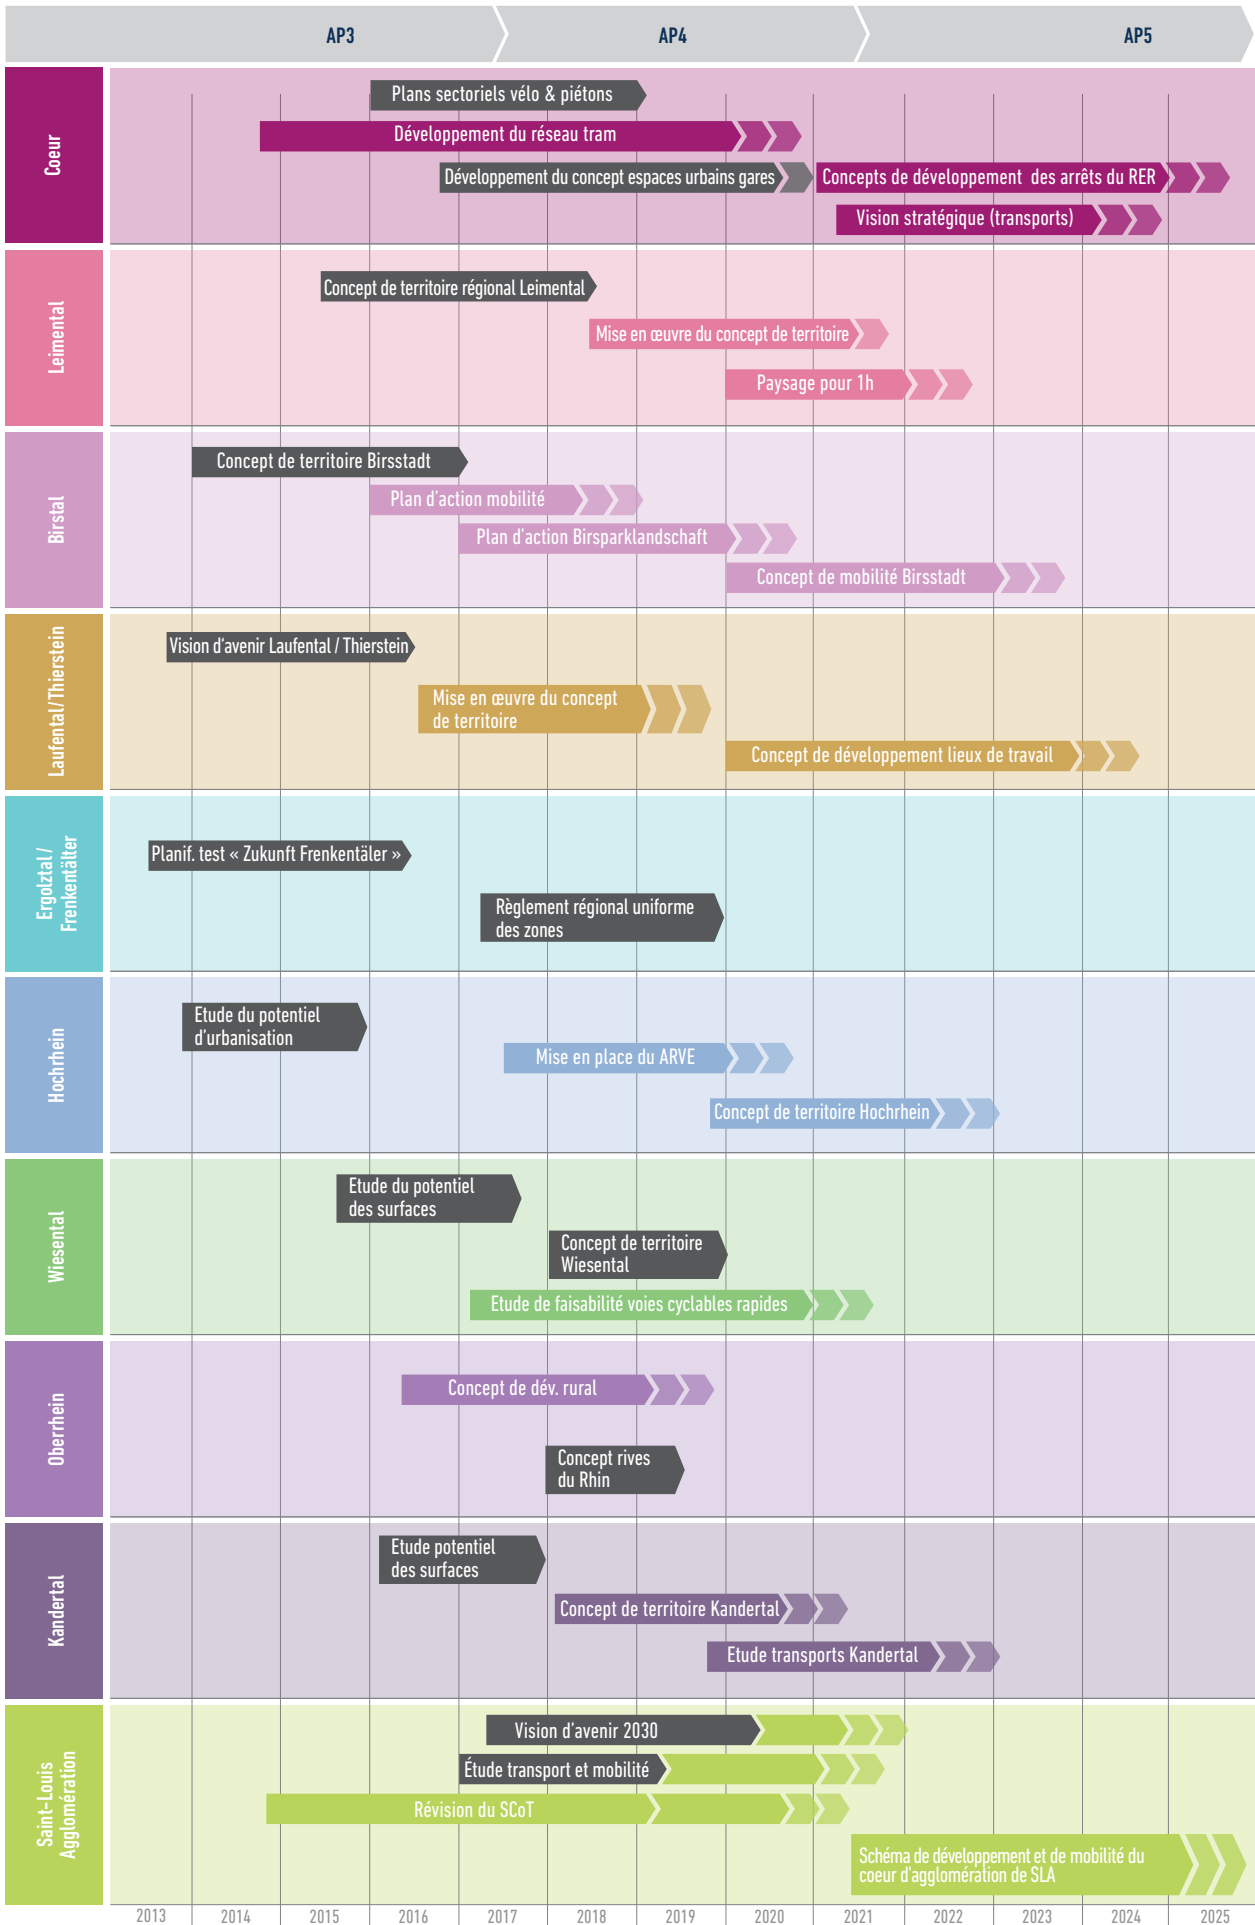 AP3
AP4
AP5
Coeur
Plans sectoriels vélo & piétons
Développement du réseau tram
Développement du concept espaces urbains gares
Concepts de développement des arrêts du RER
Vision stratégique (transports)
Leimental
Concept de territoire régional Leimental
Mise en œuvre du concept de territoire
Paysage pour 1h
Birstal
Concept de territoire Birsstadt
Plan d'action mobilité
Plan d'action Birsparklandschaft
Concept de mobilité Birsstadt
Laufental/Thierstein
Vision d'avenir Laufental / Thierstein
Mise en œuvre du concept
de territoire
Concept de développement lieux de travail
Ergolztal /
Frenkentälter
Planif. test « Zukunft Frenkentäler »
Règlement régional uniforme
des zones
Hochrhein
Etude du potentiel
d'urbanisation
Mise en place du ARVE
Concept de territoire Hochrhein
Wiesental
Etude du potentiel
des surfaces
Concept de territoire
Wiesental
Etude de faisabilité voies cyclables rapides
Oberrhein
Concept de dév. rural
Concept rives
du Rhin
Kandertal
Etude potentiel
des surfaces
Concept de territoire Kandertal
Etude transports Kandertal
Saint-Louis
Agglomération
Vision d'avenir 2030
Étude transport et mobilité
Révision du SCoT
Schéma de développement et de mobilité du
coeur d'agglomération de SLA
2013
2014
2015
2016
2017
2018
2019
2020
2021
2022
2023
2024
2025